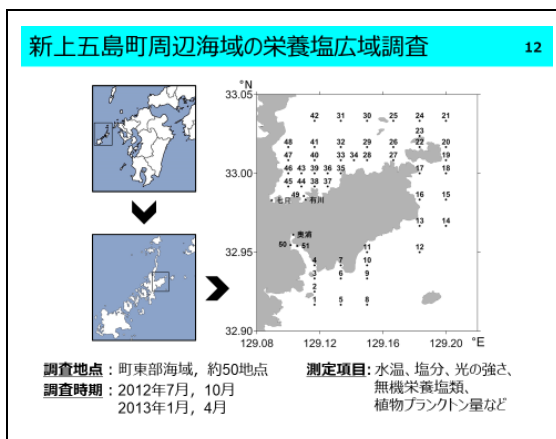 新上五島町周辺海域の栄養塩広域調査
12
°N
33.05
33.00
32.95
32.90
129.08
129.12
129.16
129.20
°E
42 31 30 25 24 21
23
48 41 32 29 26 22 20
47 40 33 34 28 27 19
46 43 39 36 35 17 18
45 44 38 37
49 16 15
有川
13 14
奥浦
50 51 11 12
4 7 10
3 6 9
2
1 5 8
調査地点：町東部海域，約50地点
調査時期：2012年7月，10月
2013年1月，4月
測定項目：水温、塩分、光の強さ、
無機栄養塩類、
植物プランクトン量など